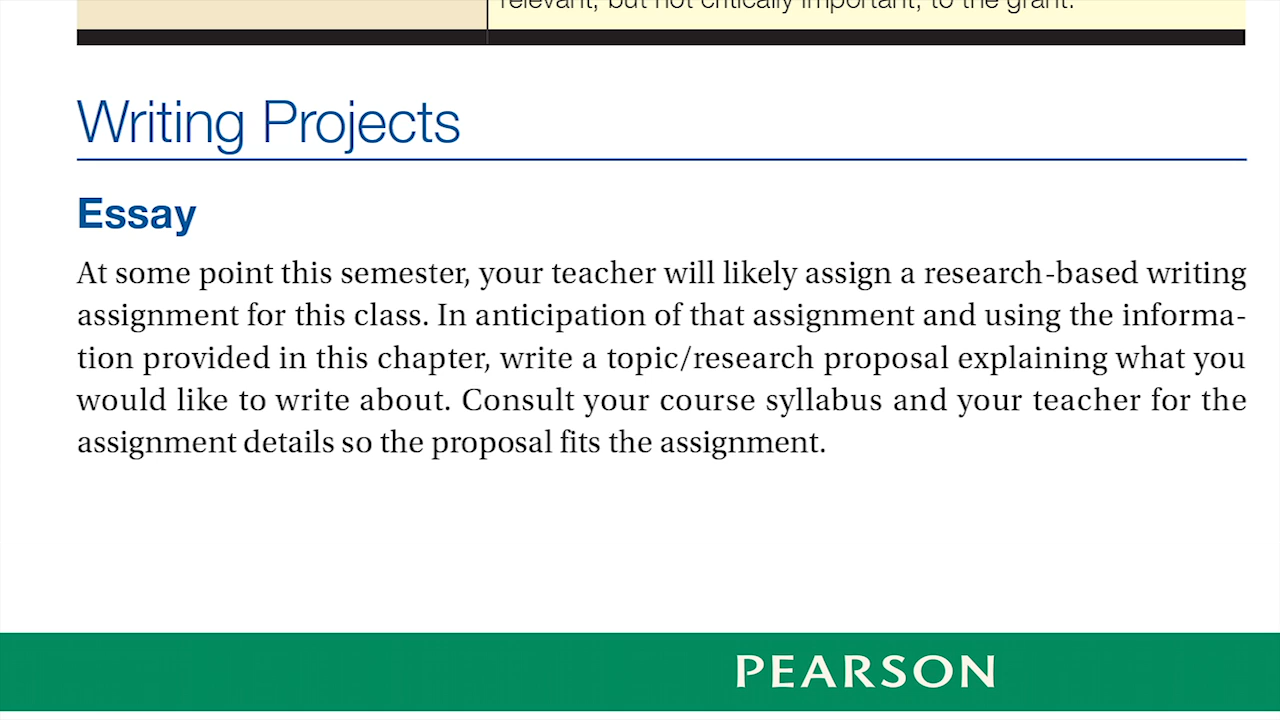 relevant, but not critically important, to the grant.
Writing Projects
Essay
At some point this semester, your teacher will likely assign a research-based writing
assignment for this class. In anticipation of that assignment and using the informa-
tion provided in this chapter, write a topic/research proposal explaining what you
would like to write about. Consult your course syllabus and your teacher for the
assignment details so the proposal fits the assignment.
PEARSON